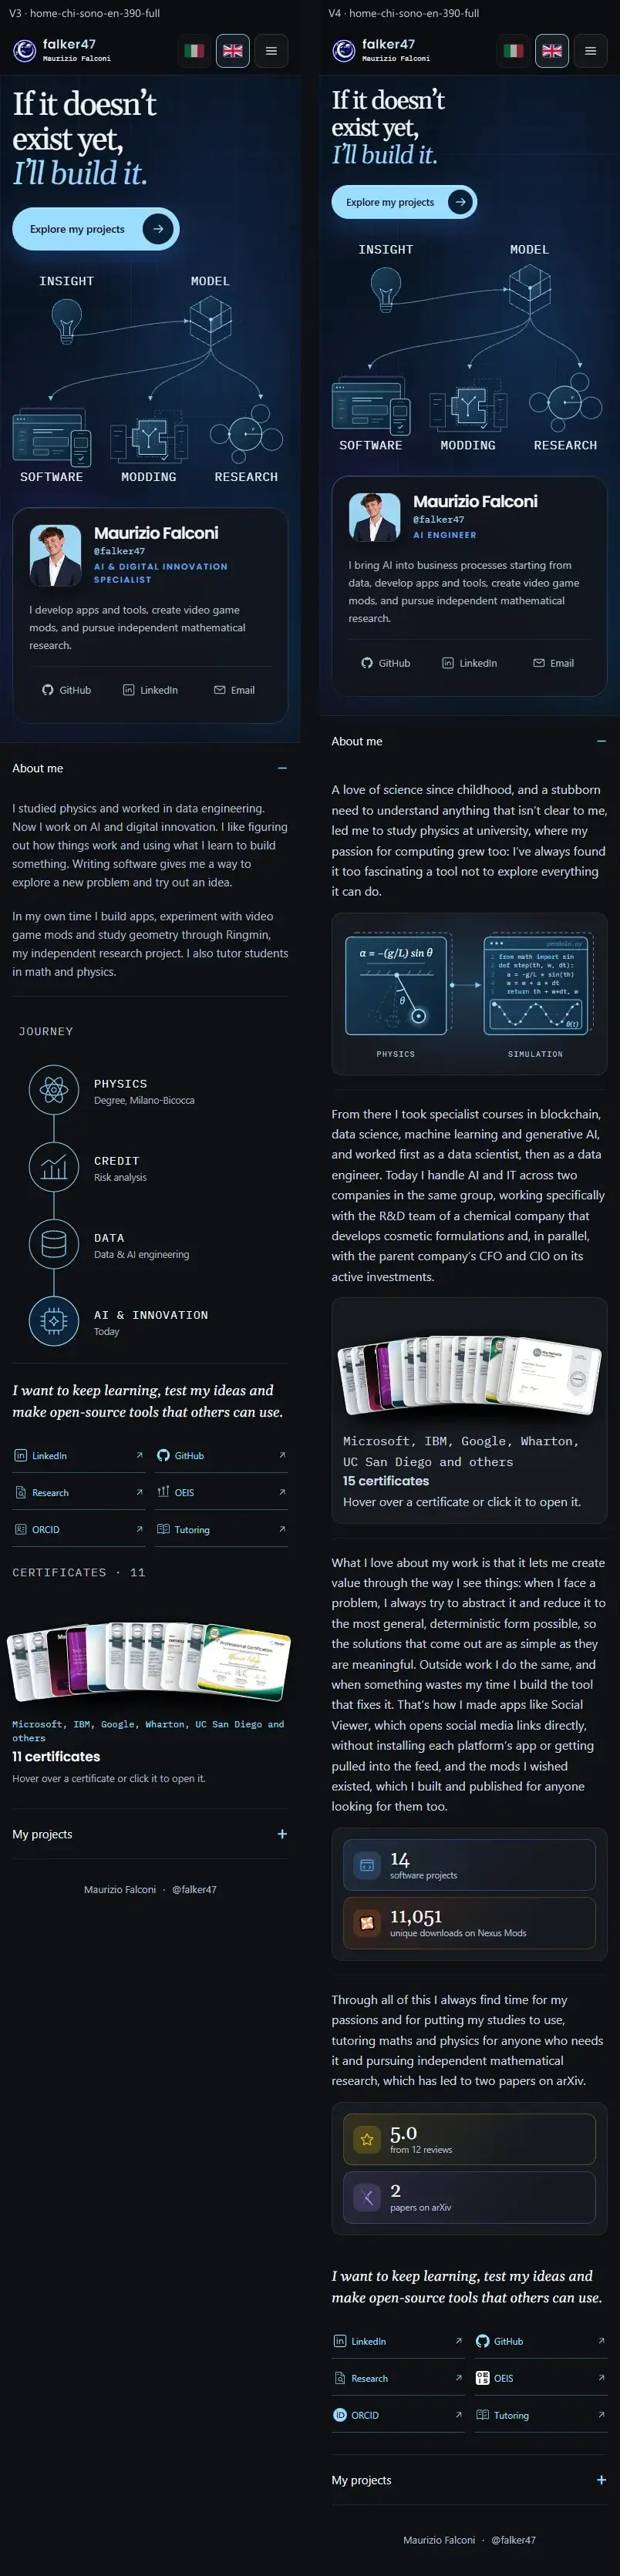 V3 · home-chi-sono-en-390-full
falker47
Maurizio Falconi
If it doesn't
exist yet,
I'll build it.
Explore my projects
INSIGHT
MODEL
SOFTWARE
MODDING
RESEARCH
Maurizio Falconi
@falker47
AI & DIGITAL INNOVATION
SPECIALIST
I develop apps and tools, create video game
mods, and pursue independent mathematical
research.
GitHub
LinkedIn
Email
About me
I studied physics and worked in data engineering.
Now I work on AI and digital innovation. I like figuring
out how things work and using what I learn to build
something. Writing software gives me a way to
explore a new problem and try out an idea.
In my own time I build apps, experiment with video
game mods and study geometry through Ringmin,
my independent research project. I also tutor students
in math and physics.
JOURNEY
PHYSICS
Degree, Milano-Bicocca
CREDIT
Risk analysis
DATA
Data & AI engineering
AI & INNOVATION
Today
I want to keep learning, test my ideas and
make open-source tools that others can use.
LinkedIn
GitHub
Research
OEIS
ORCID
Tutoring
CERTIFICATES · 11
Professional Certification
Microsoft, IBM, Google, Wharton, UC San Diego and
others
11 certificates
Hover over a certificate or click it to open it.
My projects
Maurizio Falconi · @falker47
V4 · home-chi-sono-en-390-full
falker47
Maurizio Falconi
If it doesn't
exist yet,
I'll build it.
Explore my projects
INSIGHT
MODEL
SOFTWARE
MODDING
RESEARCH
Maurizio Falconi
@falker47
AI ENGINEER
I bring AI into business processes starting from
data, develop apps and tools, create video game
mods, and pursue independent mathematical
research.
GitHub
LinkedIn
Email
About me
A love of science since childhood, and a stubborn
need to understand anything that isn't clear to me,
led me to study physics at university, where my
passion for computing grew too: I've always found
it too fascinating a tool not to explore everything
it can do.
α = −(g/L) sin θ
θ
PHYSICS
pendulum.py
1 from math import sin
2 def step(th, w, dt):
3 a = -g/L * sin(th)
4 w = w + a * dt
5 return th + w*dt, w
θ(t)
SIMULATION
From there I took specialist courses in blockchain,
data science, machine learning and generative AI,
and worked first as a data scientist, then as a data
engineer. Today I handle AI and IT across two
companies in the same group, working specifically
with the R&D team of a chemical company that
develops cosmetic formulations and, in parallel,
with the parent company's CFO and CIO on its
active investments.
Microsoft, IBM, Google, Wharton,
UC San Diego and others
15 certificates
Hover over a certificate or click it to open it.
What I love about my work is that it lets me create
value through the way I see things: when I face a
problem, I always try to abstract it and reduce it to
the most general, deterministic form possible, so
the solutions that come out are as simple as they
are meaningful. Outside work I do the same, and
when something wastes my time I build the tool
that fixes it. That's how I made apps like Social
Viewer, which opens social media links directly,
without installing each platform's app or getting
pulled into the feed, and the mods I wished
existed, which I built and published for anyone
looking for them too.
14
software projects
11,051
unique downloads on Nexus Mods
Through all of this I always find time for my
passions and for putting my studies to use,
tutoring maths and physics for anyone who needs
it and pursuing independent mathematical
research, which has led to two papers on arXiv.
5.0
from 12 reviews
2
papers on arXiv
I want to keep learning, test my ideas and
make open-source tools that others can use.
LinkedIn
GitHub
Research
OEIS
OEIS
iD
ORCID
Tutoring
My projects
Maurizio Falconi · @falker47